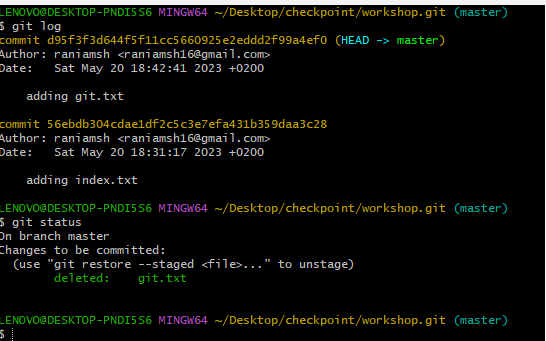 LENOVO@DESKTOP-PNDI5S6 MINGW64 ~/Desktop/checkpoint/workshop.git (master)
$ git log
commit d95f3f3d644f5f11cc5660925e2eddd2f99a4ef0 (HEAD -> master)
Author: raniamsh <raniamsh16@gmail.com>
Date:   Sat May 20 18:42:41 2023 +0200
    adding git.txt
commit 56ebdb304cdae1df2c5c3e7efa431b359daa3c28
Author: raniamsh <raniamsh16@gmail.com>
Date:   Sat May 20 18:31:17 2023 +0200
    adding index.txt
LENOVO@DESKTOP-PNDI5S6 MINGW64 ~/Desktop/checkpoint/workshop.git (master)
$ git status
On branch master
Changes to be committed:
  (use "git restore --staged <file>..." to unstage)
        deleted:    git.txt
LENOVO@DESKTOP-PNDI5S6 MINGW64 ~/Desktop/checkpoint/workshop.git (master)
$